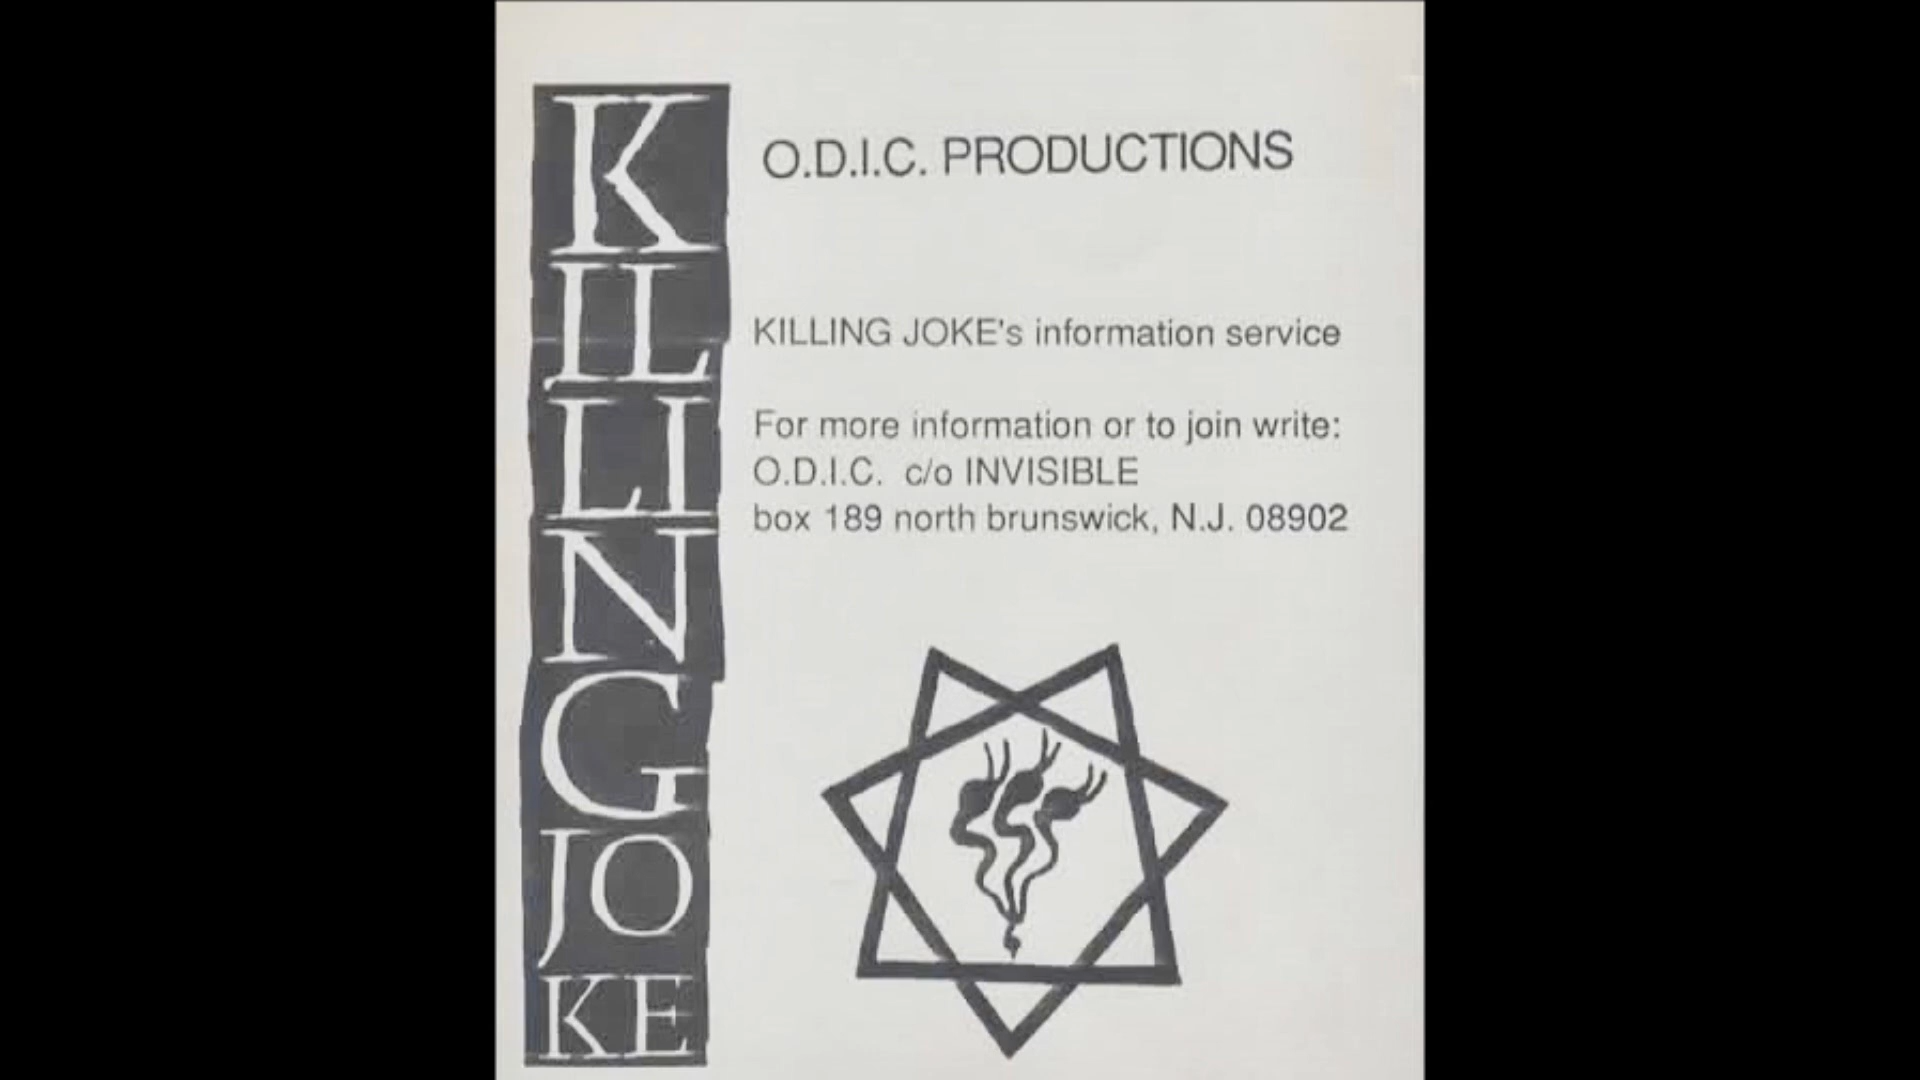 KILLING JOKE
O.D.I.C. PRODUCTIONS
KILLING JOKE's information service
For more information or to join write:
O.D.I.C. c/o INVISIBLE
box 189 north brunswick, N.J. 08902